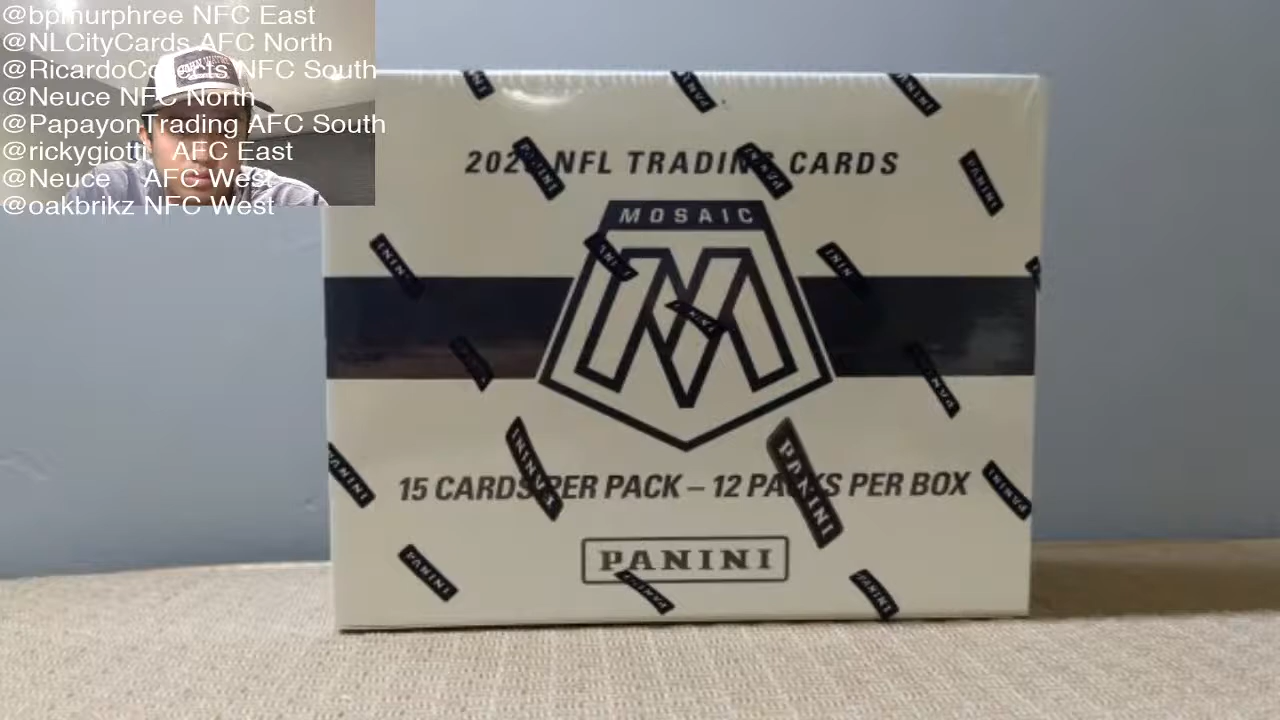 @bpmurphree NFC East
@NLCityCards AFC North
@RicardoCollects NFC South
@Neuce NFC North
@PapayonTrading AFC South
@rickygiotti AFC East
@Neuce AFC West
@oakbrikz NFC West
NFL TRADING CARDS
MOSAIC
M
15 CARDS PER PACK – 12 PACKS PER BOX
PANINI